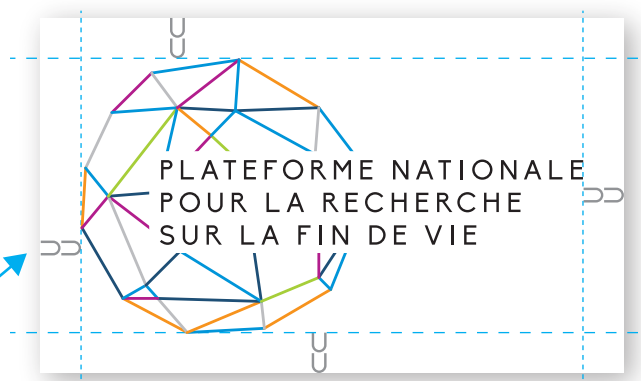 PLATEFORME NATIONALE
POUR LA RECHERCHE
SUR LA FIN DE VIE